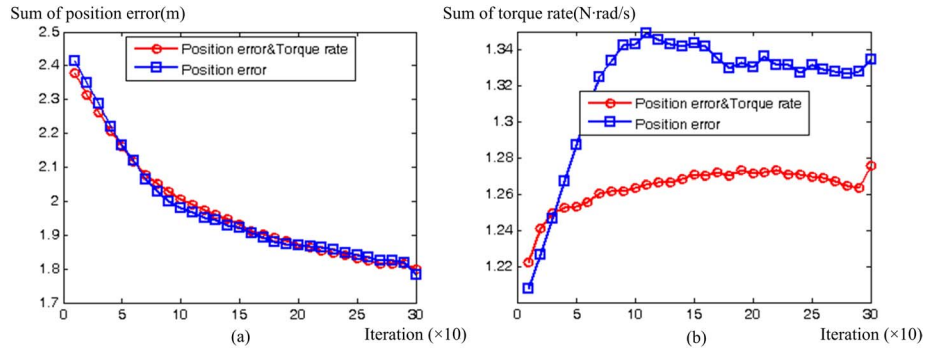 Sum of position error(m)
2.5
2.4
2.3
2.2
2.1
2
1.9
1.8
1.7
0 5 10 15 20 25 30
Position error&Torque rate
Position error
(a)
Iteration (×10)
Sum of torque rate(N·rad/s)
1.34
1.32
1.3
1.28
1.26
1.24
1.22
0 5 10 15 20 25 30
Position error&Torque rate
Position error
(b)
Iteration (×10)